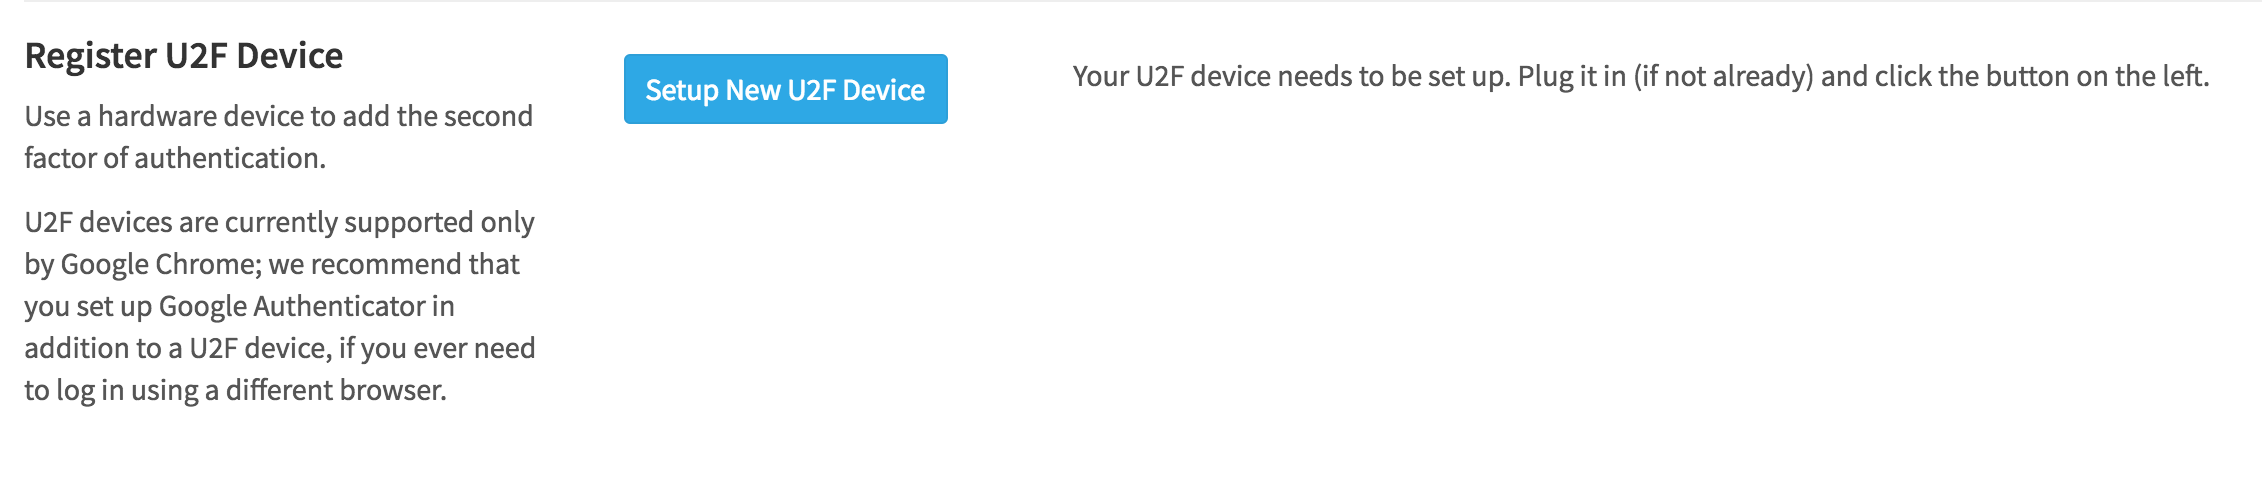 Register U2F Device
Use a hardware device to add the second
factor of authentication.
U2F devices are currently supported only
by Google Chrome; we recommend that
you set up Google Authenticator in
addition to a U2F device, if you ever need
to log in using a different browser.
Setup New U2F Device
Your U2F device needs to be set up. Plug it in (if not already) and click the button on the left.